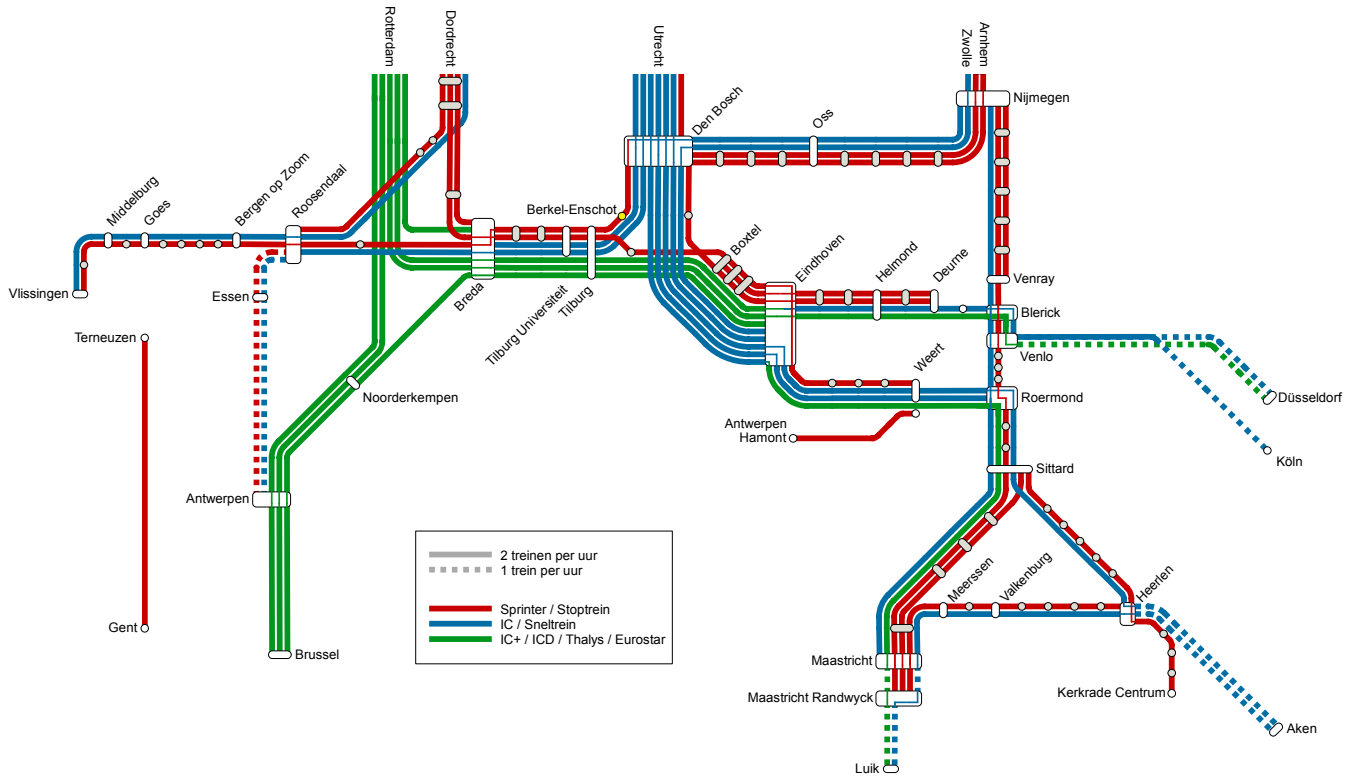 Rotterdam
Dordrecht
Utrecht
Zwolle
Arnhem
Nijmegen
Den Bosch
Oss
Middelburg
Goes
Bergen op Zoom
Roosendaal
Berkel-Enschot
Boxtel
Eindhoven
Helmond
Deurne
Venray
Vlissingen
Essen
Breda
Tilburg Universiteit
Tilburg
Blerick
Venlo
Terneuzen
Noorderkempen
Weert
Roermond
Düsseldorf
Antwerpen
Hamont
Köln
Sittard
Antwerpen
2 treinen per uur
1 trein per uur
Sprinter / Stoptrein
IC / Sneltrein
IC+ / ICD / Thalys / Eurostar
Meerssen
Valkenburg
Heerlen
Gent
Brussel
Maastricht
Maastricht Randwyck
Kerkrade Centrum
Aken
Luik